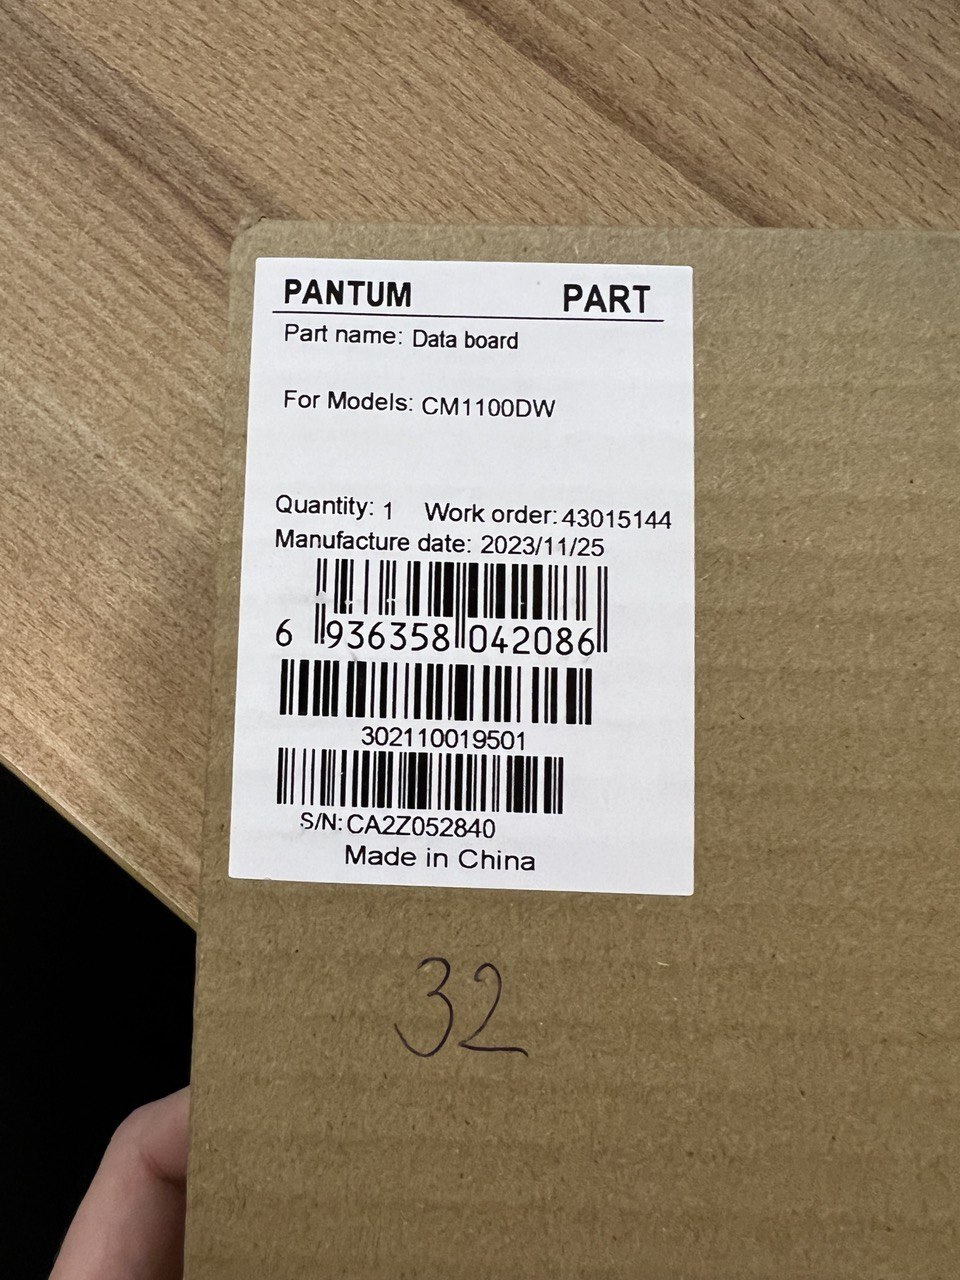 PANTUM PART
Part name: Data board
For Models: CM1100DW
Quantity: 1 Work order: 43015144
Manufacture date: 2023/11/25
6 936358 042086
302110019501
S/N: CA2Z052840
Made in China
32